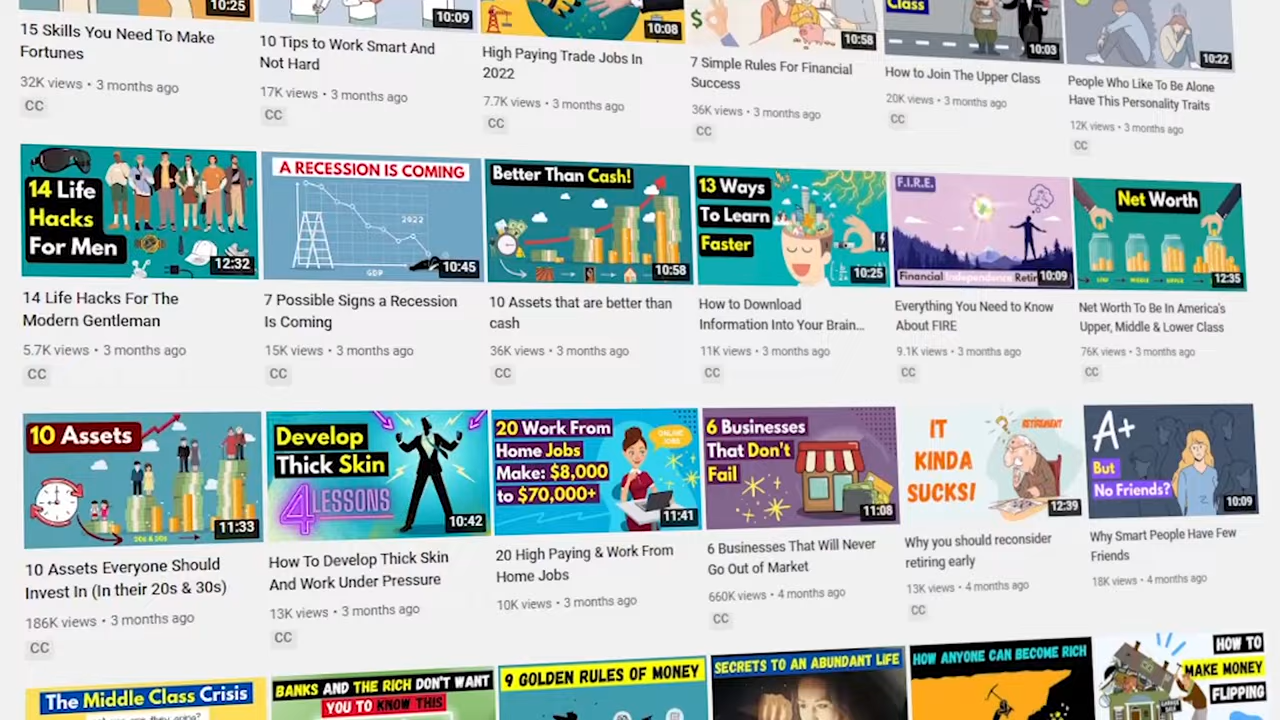 10:25
10:09
10:08
$
10:58
Class
10:03
10:22
15 Skills You Need To Make
Fortunes
32K views • 3 months ago
CC
10 Tips to Work Smart And
Not Hard
17K views • 3 months ago
CC
High Paying Trade Jobs In
2022
7.7K views • 3 months ago
CC
7 Simple Rules For Financial
Success
36K views • 3 months ago
CC
How to Join The Upper Class
20K views • 3 months ago
CC
People Who Like To Be Alone
Have This Personality Traits
12K views • 3 months ago
CC
14 Life
Hacks
For Men
12:32
A RECESSION IS COMING
2022
GDP
10:45
Better Than Cash!
10:58
13 Ways
To Learn
Faster
10:25
F.I.R.E.
Financial Independence Retir
10:09
Net Worth
LOW MIDDLE UPPER
12:35
14 Life Hacks For The
Modern Gentleman
5.7K views • 3 months ago
CC
7 Possible Signs a Recession
Is Coming
15K views • 3 months ago
CC
10 Assets that are better than
cash
36K views • 3 months ago
CC
How to Download
Information Into Your Brain...
11K views • 3 months ago
CC
Everything You Need to Know
About FIRE
9.1K views • 3 months ago
CC
Net Worth To Be In America's
Upper, Middle & Lower Class
76K views • 3 months ago
CC
10 Assets
20s & 30s
11:33
Develop
Thick Skin
4 LESSONS
10:42
20 Work From
Home Jobs
Make: $8,000
to $70,000+
ONLINE
JOBS
11:41
6 Businesses
That Don't
Fail
11:08
IT
KINDA
SUCKS!
RETIREMENT
12:39
A+
But
No Friends?
10:09
10 Assets Everyone Should
Invest In (In their 20s & 30s)
186K views • 3 months ago
CC
How To Develop Thick Skin
And Work Under Pressure
13K views • 3 months ago
CC
20 High Paying & Work From
Home Jobs
10K views • 3 months ago
6 Businesses That Will Never
Go Out of Market
660K views • 4 months ago
CC
Why you should reconsider
retiring early
13K views • 4 months ago
CC
Why Smart People Have Few
Friends
18K views • 4 months ago
The Middle Class Crisis
BANKS AND THE RICH DON'T WANT
YOU TO KNOW THIS
9 GOLDEN RULES OF MONEY
SECRETS TO AN ABUNDANT LIFE
HOW ANYONE CAN BECOME RICH
HOW TO
MAKE MONEY
FLIPPING
GARAGE
SALE